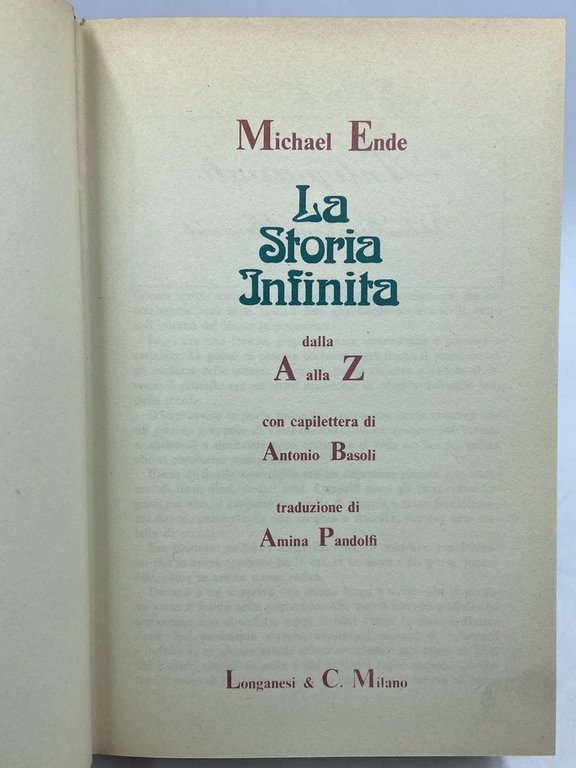 Michael Ende
La
Storia
Infinita
dalla
A alla Z
con capilettera di
Antonio Basoli
traduzione di
Amina Pandolfi
Longanesi & C. Milano